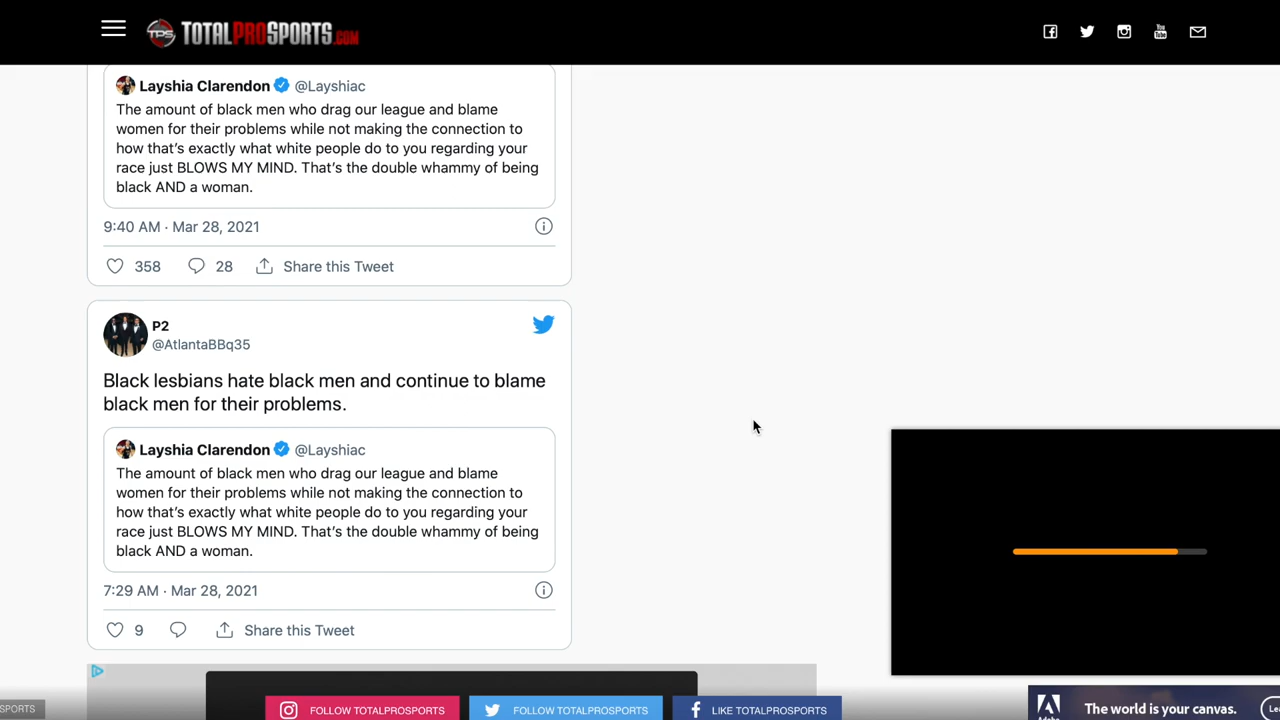 TPS TOTALPROSPORTS.COM
Layshia Clarendon @Layshiac
The amount of black men who drag our league and blame
women for their problems while not making the connection to
how that's exactly what white people do to you regarding your
race just BLOWS MY MIND. That's the double whammy of being
black AND a woman.
9:40 AM · Mar 28, 2021
358 28 Share this Tweet
P2
@AtlantaBBq35
Black lesbians hate black men and continue to blame
black men for their problems.
Layshia Clarendon @Layshiac
The amount of black men who drag our league and blame
women for their problems while not making the connection to
how that's exactly what white people do to you regarding your
race just BLOWS MY MIND. That's the double whammy of being
black AND a woman.
7:29 AM · Mar 28, 2021
9 Share this Tweet
SPORTS
FOLLOW TOTALPROSPORTS
FOLLOW TOTALPROSPORTS
LIKE TOTALPROSPORTS
Adobe
The world is your canvas.